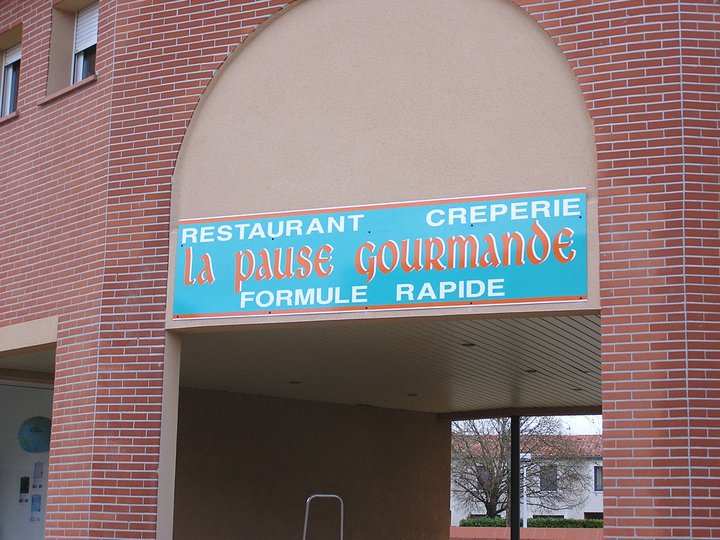 RESTAURANT CREPERIE
la pause gourmande
FORMULE RAPIDE